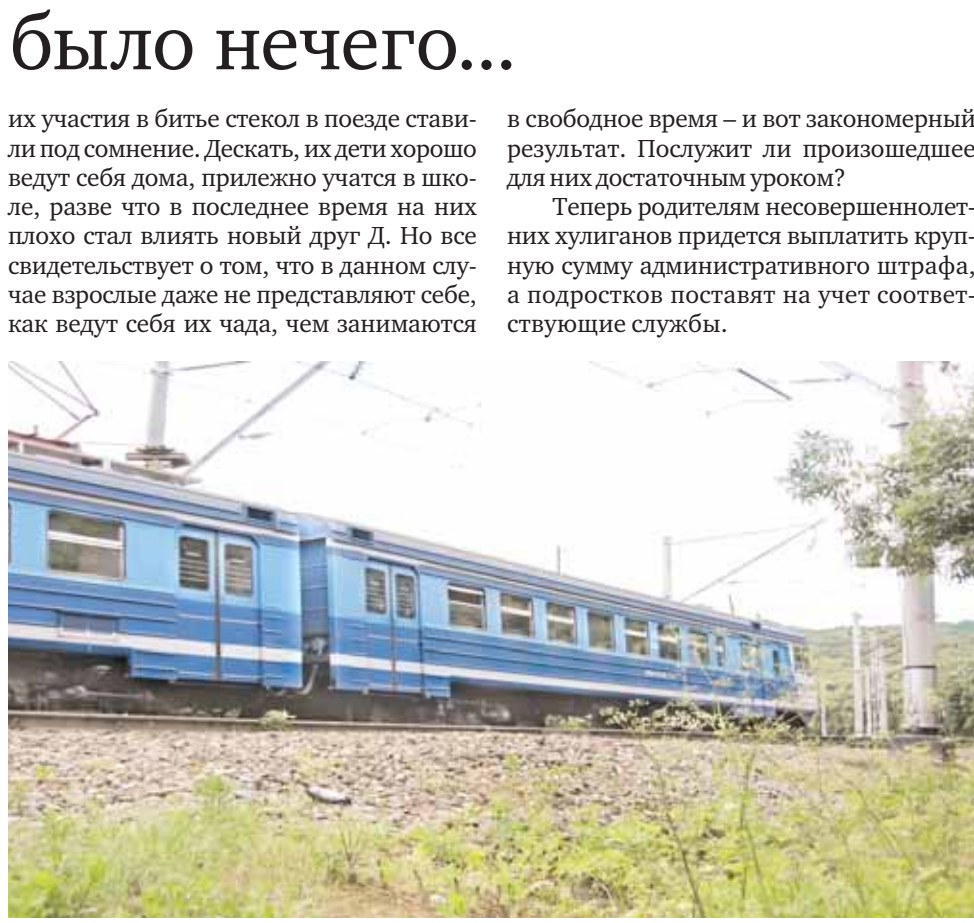 было нечего...
их участия в битье стекол в поезде стави-
ли под сомнение. Дескать, их дети хорошо
ведут себя дома, прилежно учатся в шко-
ле, разве что в последнее время на них
плохо стал влиять новый друг Д. Но все
свидетельствует о том, что в данном слу-
чае взрослые даже не представляют себе,
как ведут себя их чада, чем занимаются
в свободное время – и вот закономерный
результат. Послужит ли произошедшее
для них достаточным уроком?
Теперь родителям несовершеннолет-
них хулиганов придется выплатить круп-
ную сумму административного штрафа,
а подростков поставят на учет соответ-
ствующие службы.